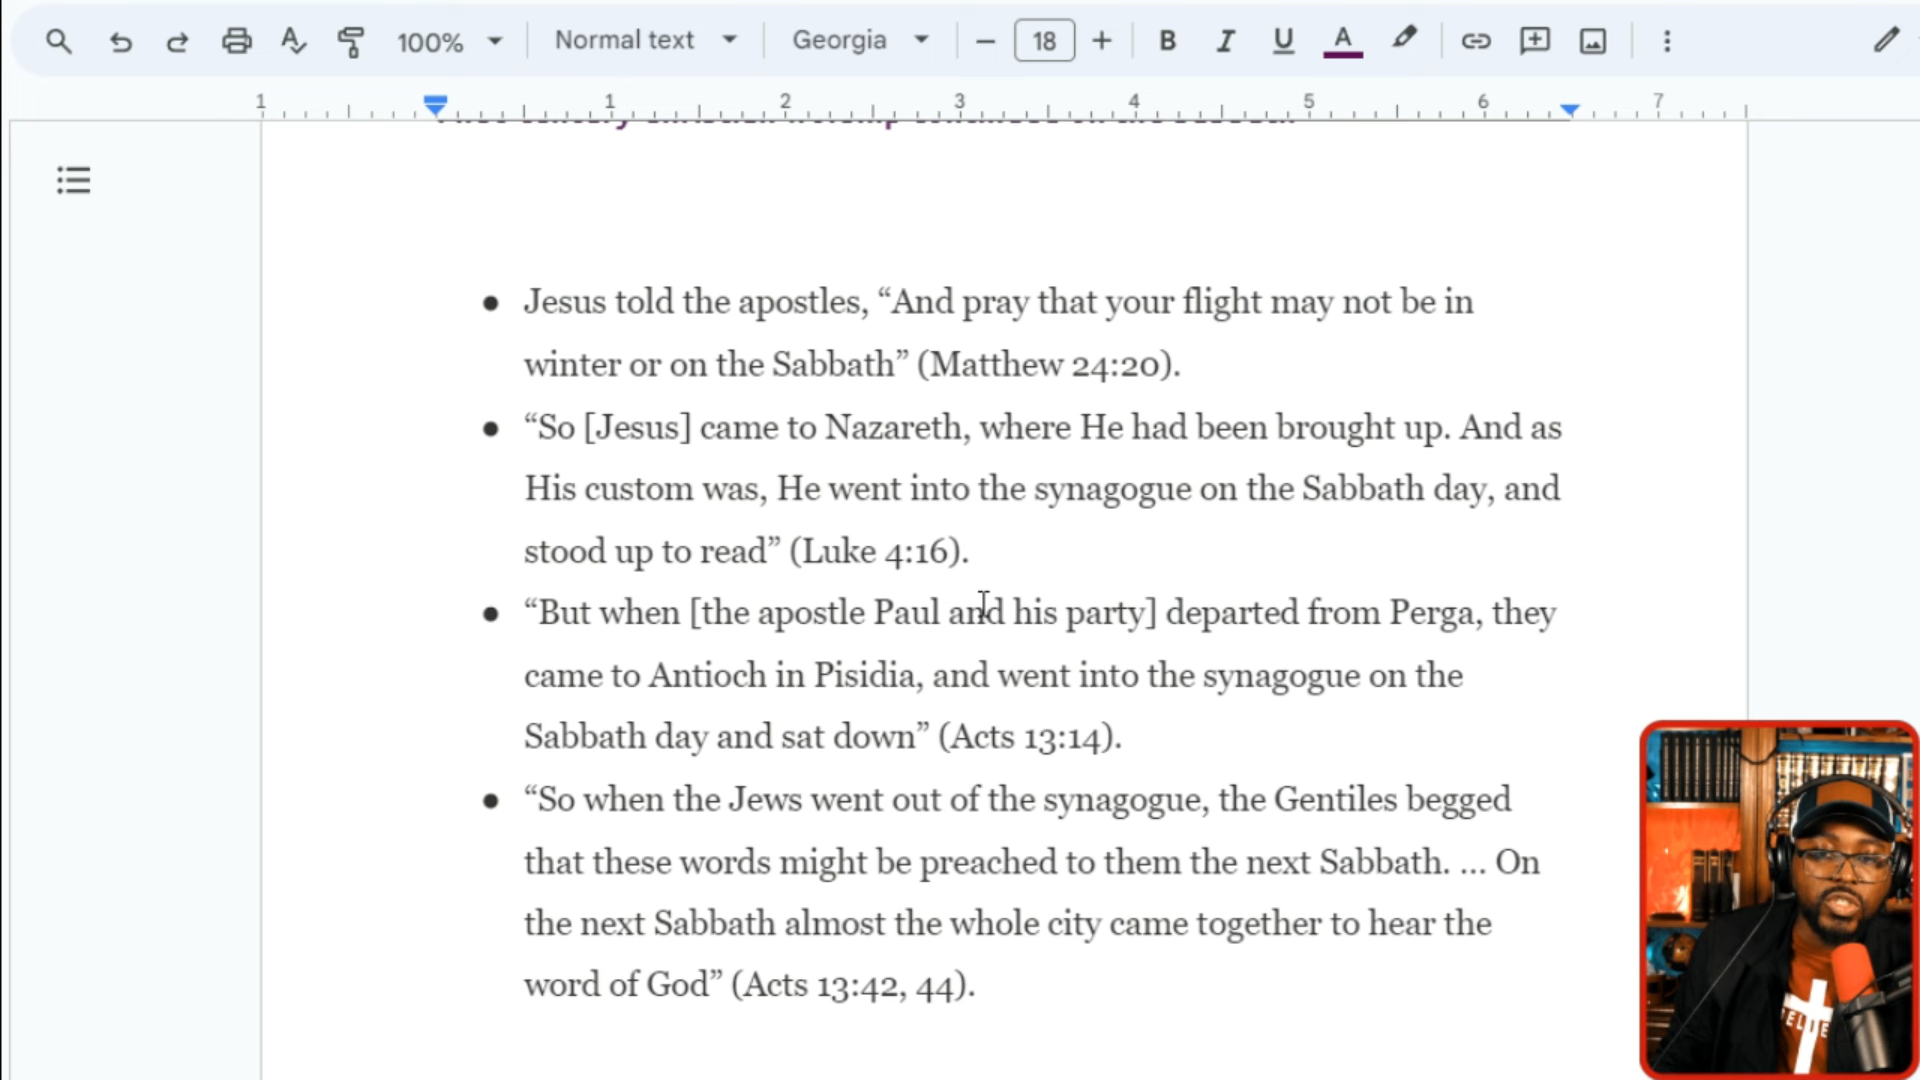 100% Normal text Georgia 18 B I U A
1 1 2 3 4 5 6 7
Jesus told the apostles, “And pray that your flight may not be in
winter or on the Sabbath” (Matthew 24:20).
“So [Jesus] came to Nazareth, where He had been brought up. And as
His custom was, He went into the synagogue on the Sabbath day, and
stood up to read” (Luke 4:16).
“But when [the apostle Paul and his party] departed from Perga, they
came to Antioch in Pisidia, and went into the synagogue on the
Sabbath day and sat down” (Acts 13:14).
“So when the Jews went out of the synagogue, the Gentiles begged
that these words might be preached to them the next Sabbath. ... On
the next Sabbath almost the whole city came together to hear the
word of God” (Acts 13:42, 44).